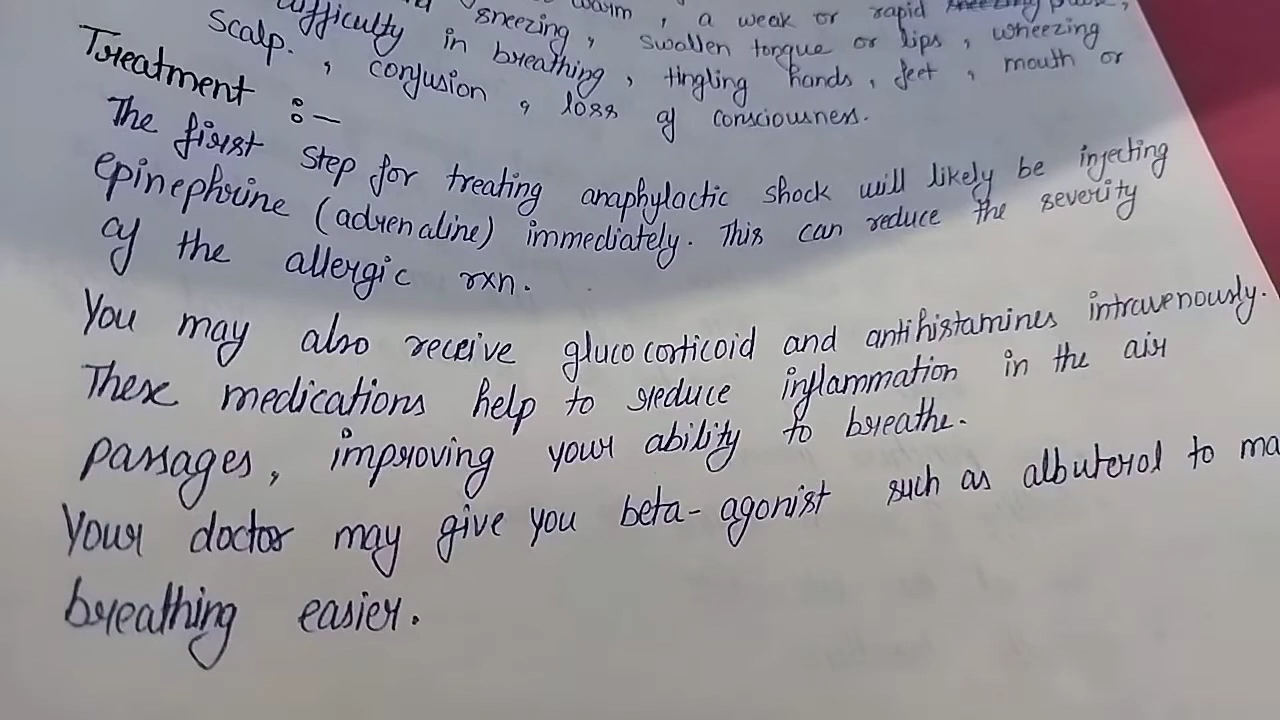 sneezing, warm, a weak or rapid
difficulty in breathing, swallen tongue or lips, wheezing
Scalp., confusion, tingling hands, feet, mouth or
loss of consciousness.
Treatment :-
The first step for treating anaphylactic shock will likely be injecting
epinephrine (adrenaline) immediately. This can reduce the severity
of the allergic rxn.
You may also receive glucocorticoid and antihistamines intravenously.
These medications help to reduce inflammation in the air
passages, improving your ability to breathe.
Your doctor may give you beta-agonist such as albuterol to ma
breathing easier.